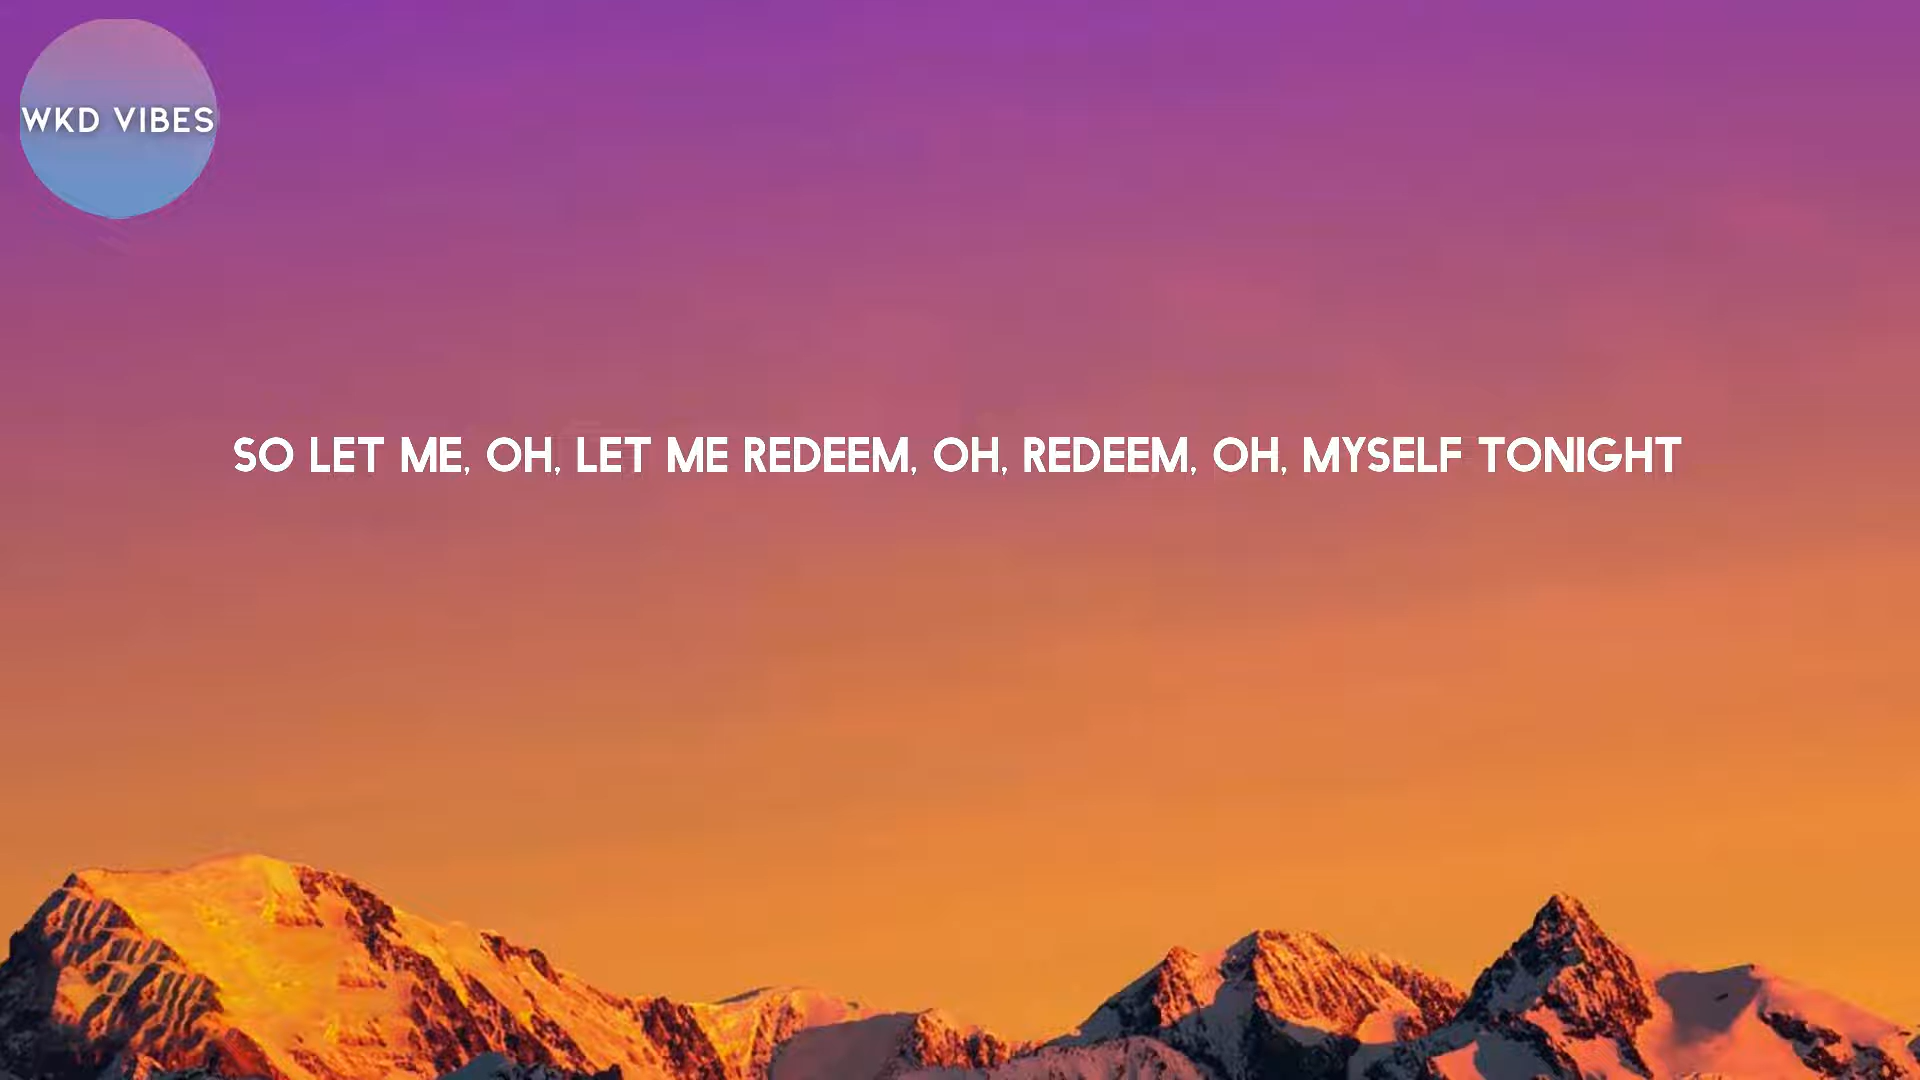 WKD VIBES
SO LET ME, OH, LET ME REDEEM, OH, REDEEM, OH, MYSELF TONIGHT